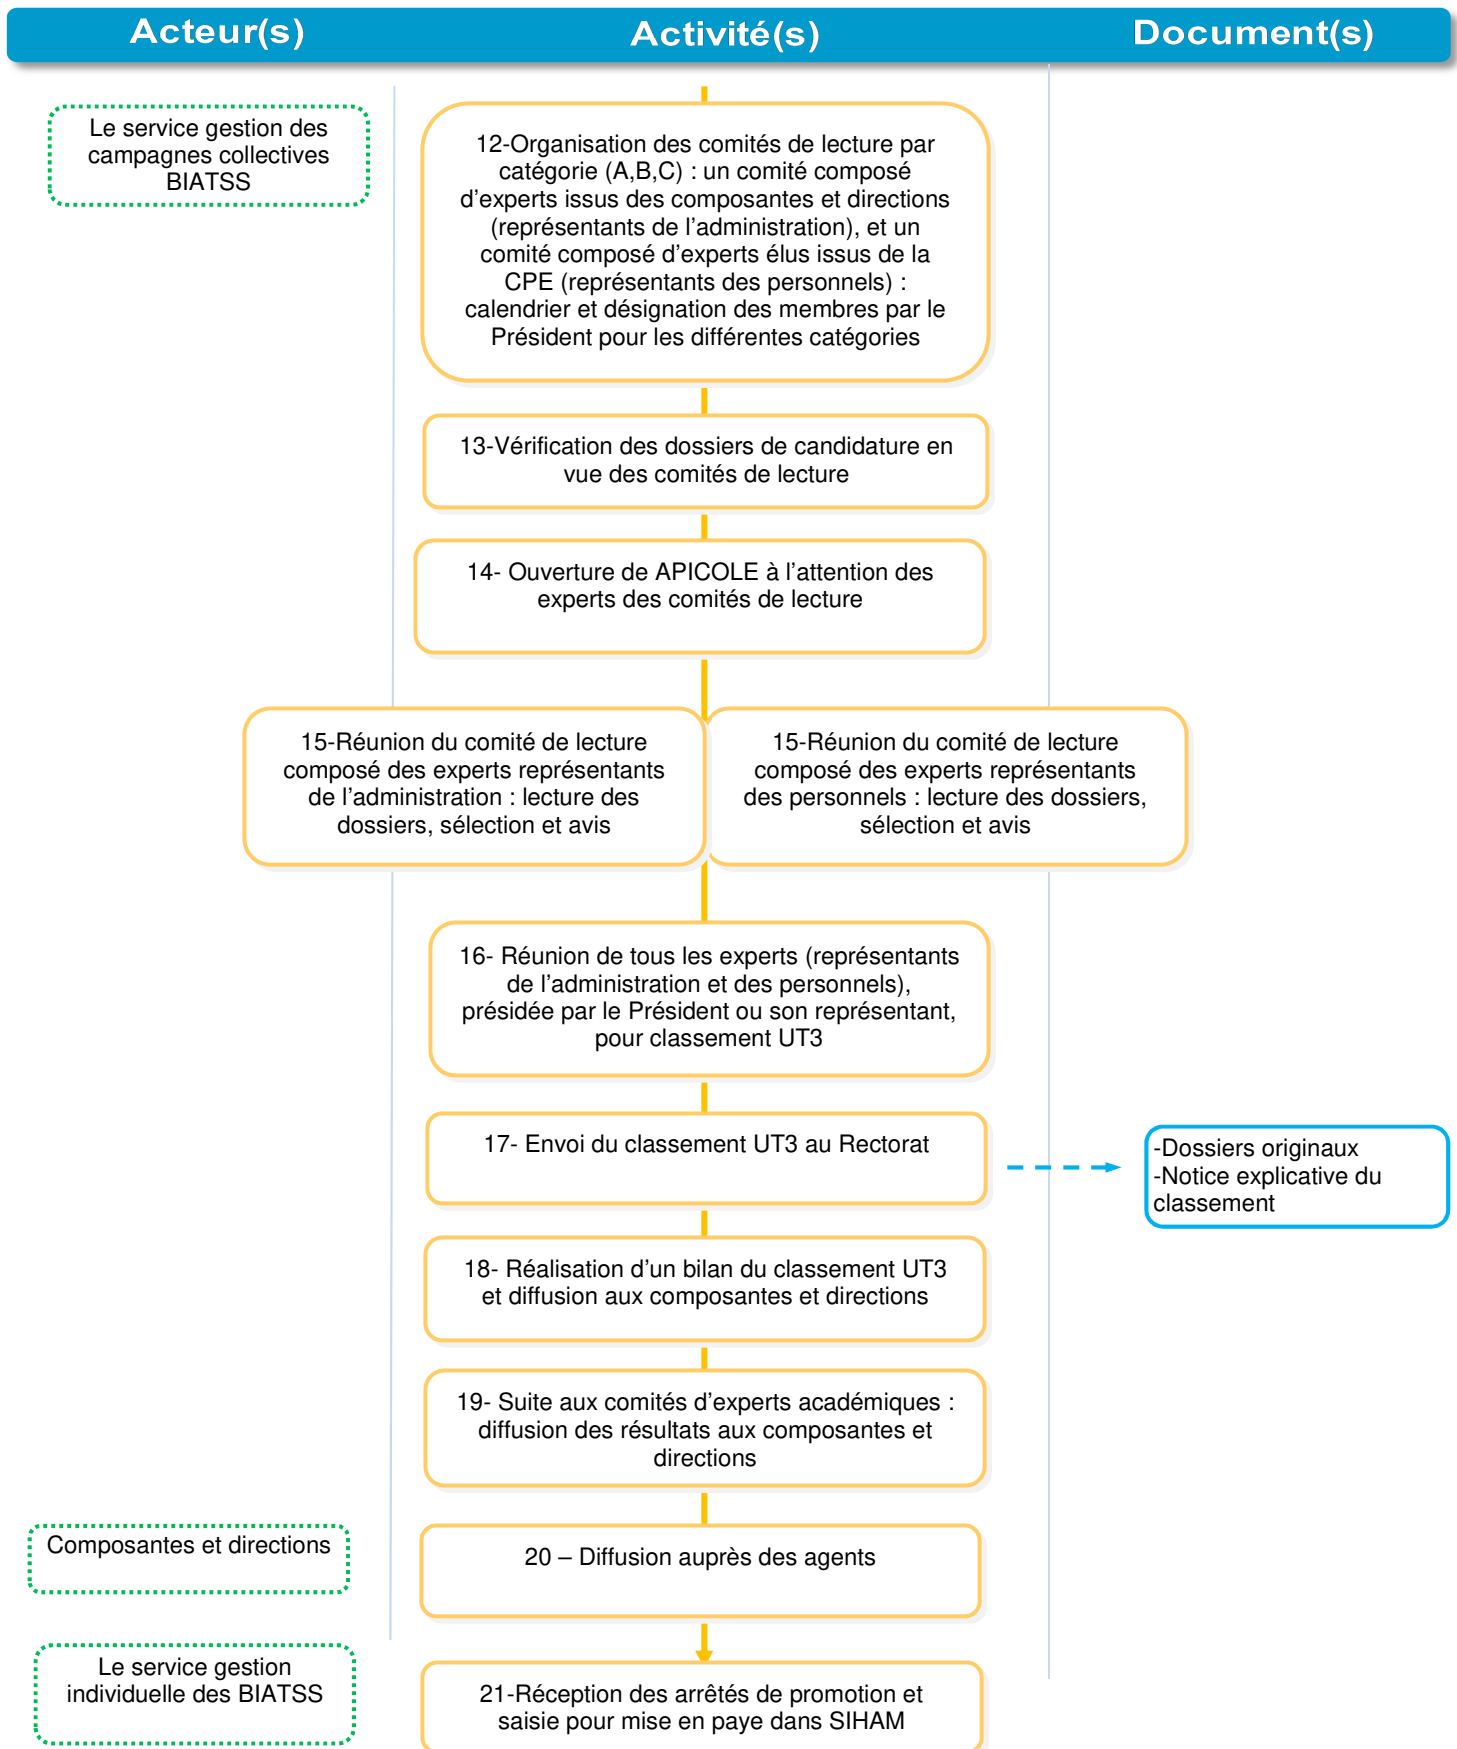 Acteur(s)
Activité(s)
Document(s)
Le service gestion des
campagnes collectives
BIATSS
12-Organisation des comités de lecture par
catégorie (A,B,C) : un comité composé
d'experts issus des composantes et directions
(représentants de l'administration), et un
comité composé d'experts élus issus de la
CPE (représentants des personnels) :
calendrier et désignation des membres par le
Président pour les différentes catégories
13-Vérification des dossiers de candidature en
vue des comités de lecture
14- Ouverture de APICOLE à l'attention des
experts des comités de lecture
15-Réunion du comité de lecture
composé des experts représentants
de l'administration : lecture des
dossiers, sélection et avis
15-Réunion du comité de lecture
composé des experts représentants
des personnels : lecture des dossiers,
sélection et avis
16- Réunion de tous les experts (représentants
de l'administration et des personnels),
présidée par le Président ou son représentant,
pour classement UT3
17- Envoi du classement UT3 au Rectorat
-Dossiers originaux
-Notice explicative du
classement
18- Réalisation d'un bilan du classement UT3
et diffusion aux composantes et directions
19- Suite aux comités d'experts académiques :
diffusion des résultats aux composantes et
directions
Composantes et directions
20 – Diffusion auprès des agents
Le service gestion
individuelle des BIATSS
21-Réception des arrêtés de promotion et
saisie pour mise en paye dans SIHAM